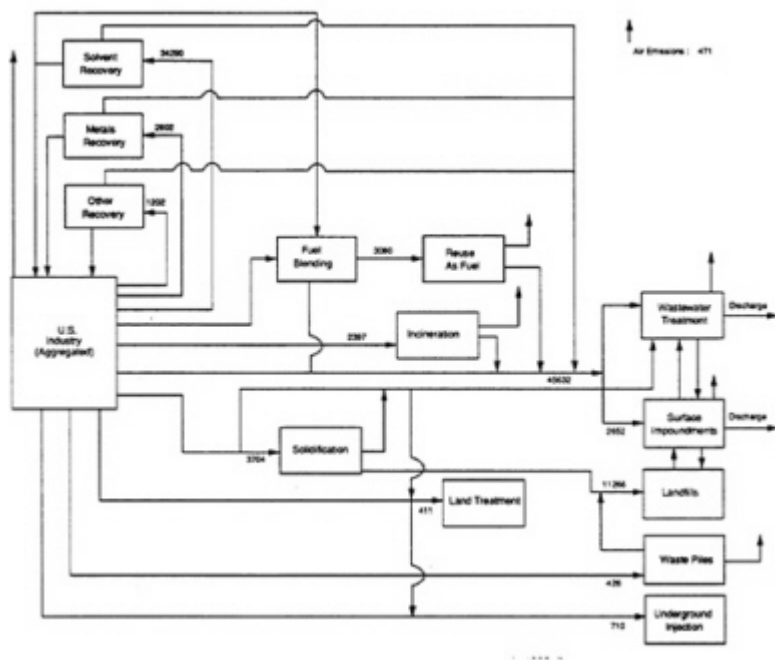 Air Emissions : 471
Solvent
Recovery
34290
Metals
Recovery
2602
Other
Recovery
1202
Fuel
Blending
3080
Reuse
As Fuel
U.S.
Industry
(Aggregated)
Incineration
2397
Wastewater
Treatment
Discharge
45632
Solidification
3704
2652
Surface
Impoundments
Discharge
11266
Landfills
Land Treatment
411
Waste Piles
426
Underground
Injection
710